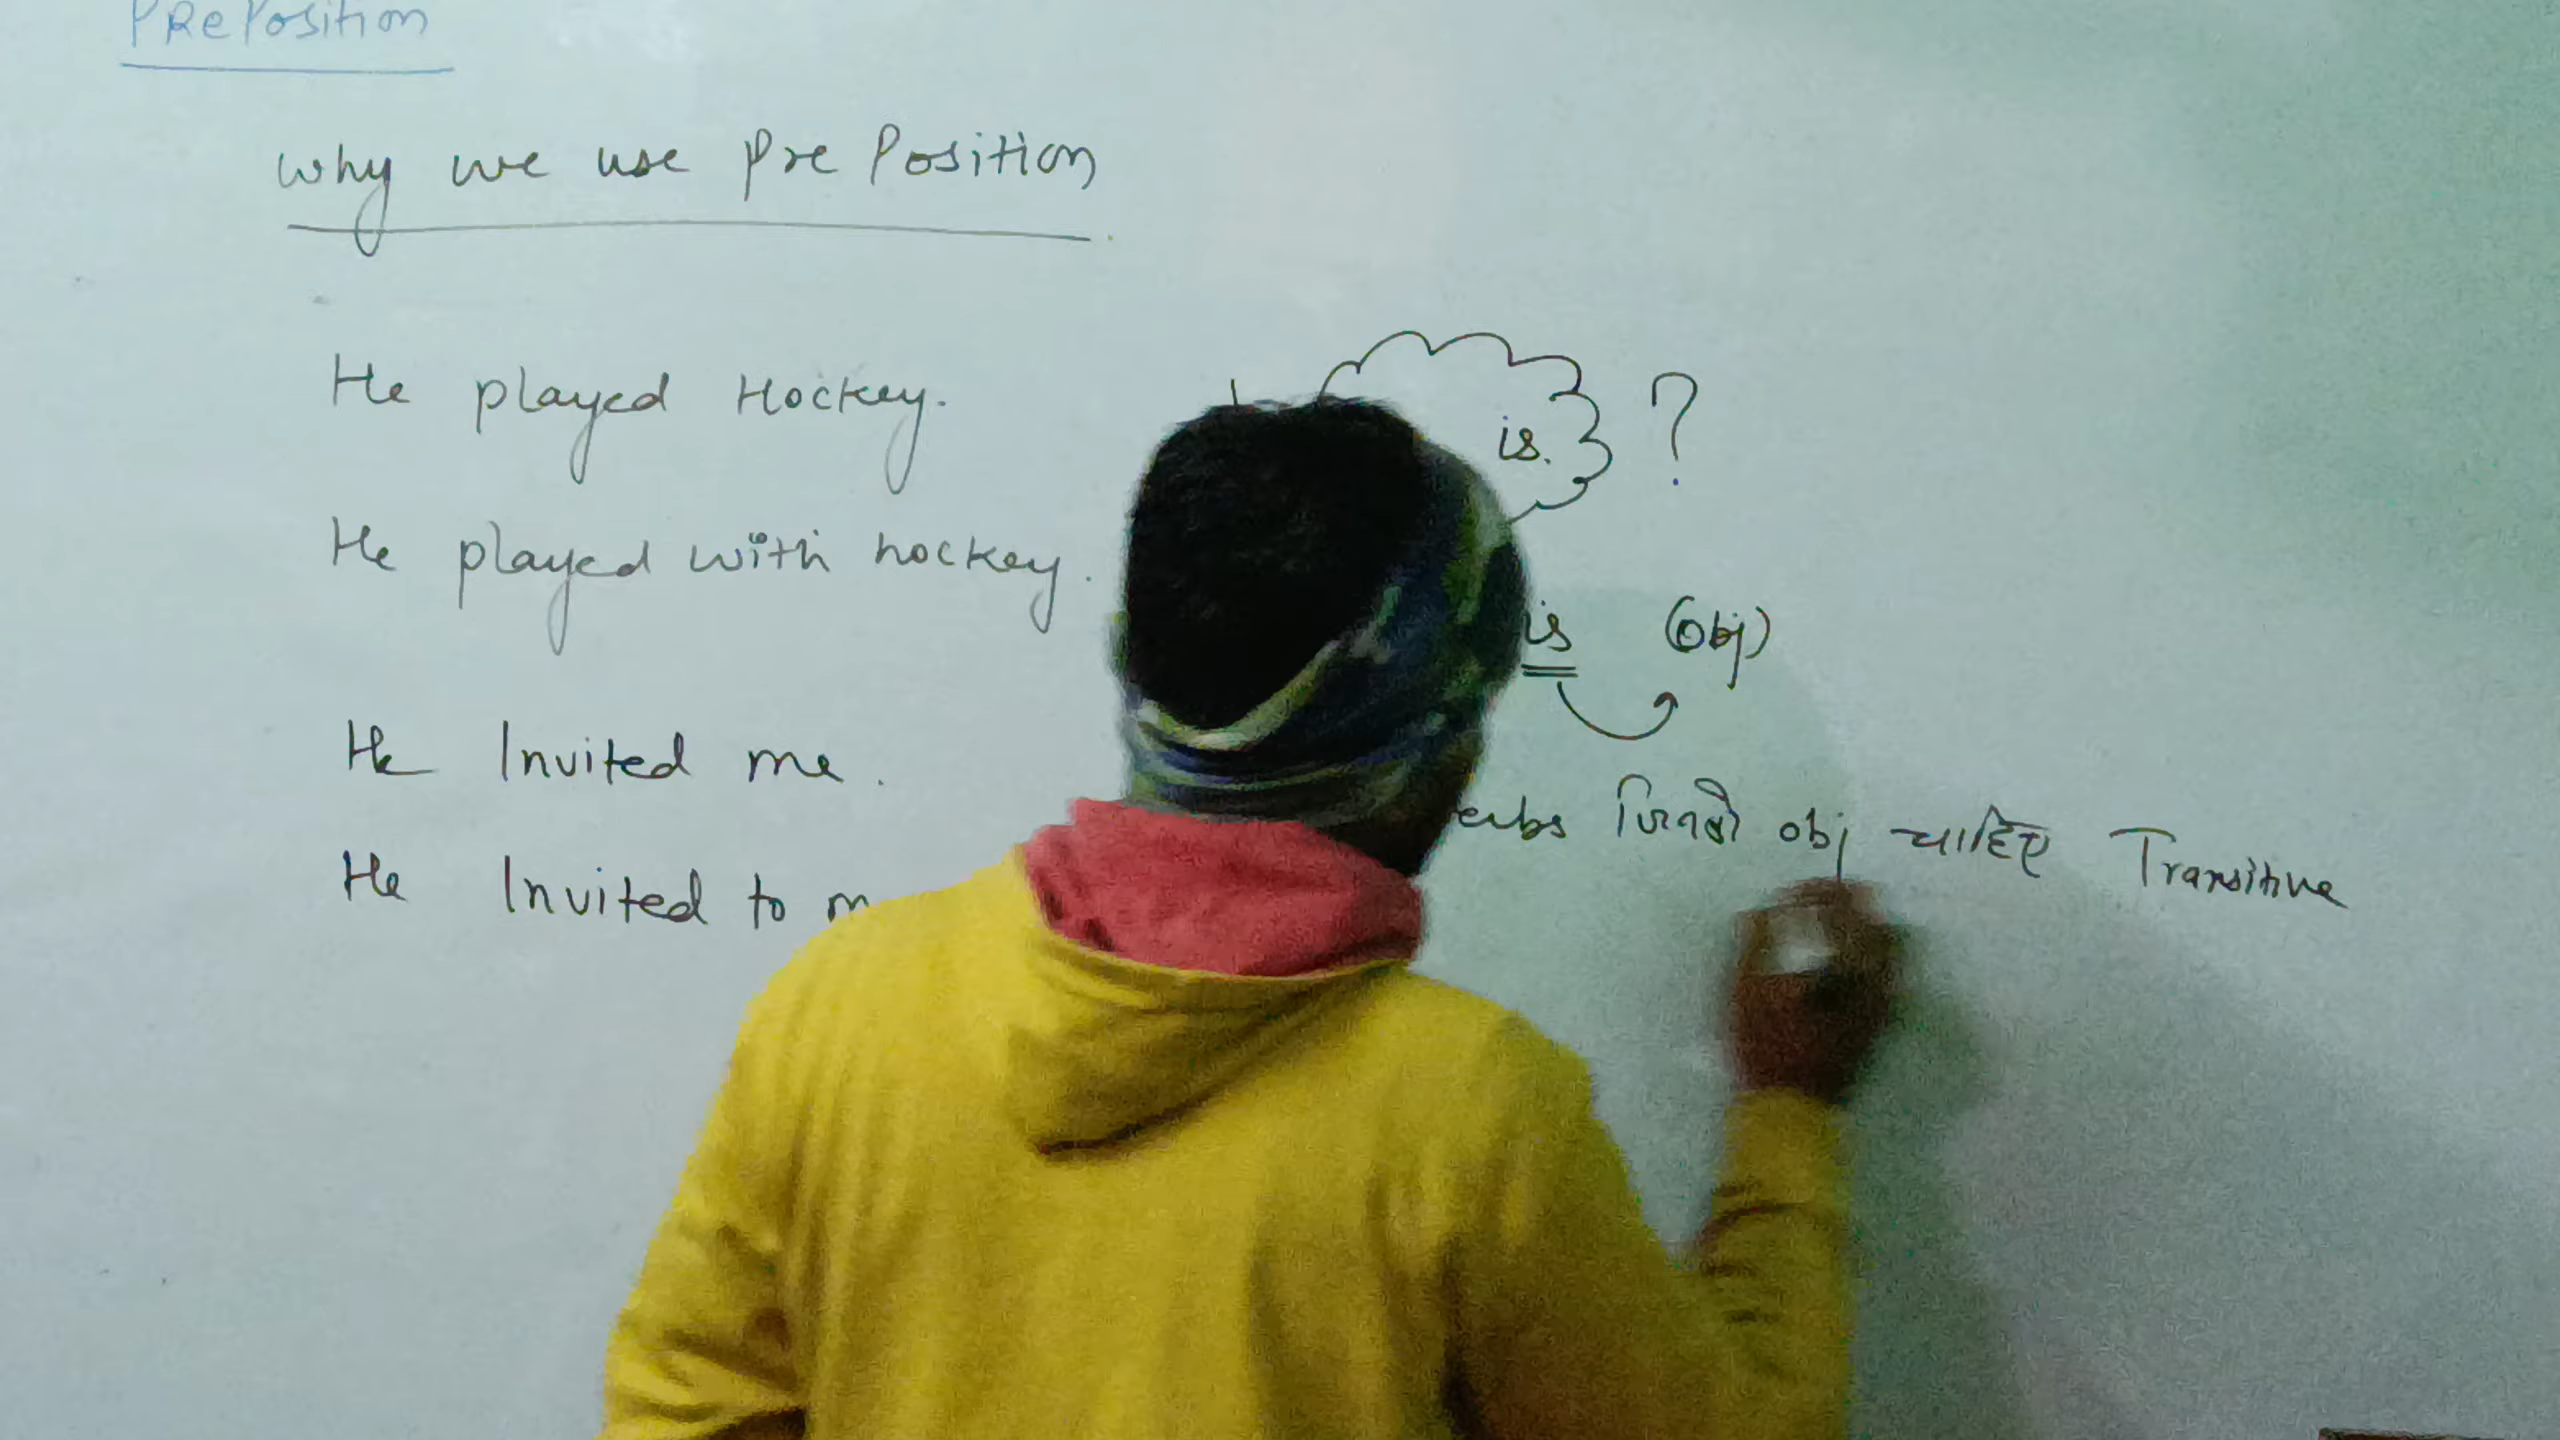 PRePosition
why we use Pre Position
He played Hockey.
is. ?
He played with hockey.
is (Obj)
He Invited me.
erbs जिनको obj चाहिए Transitive
He Invited to m